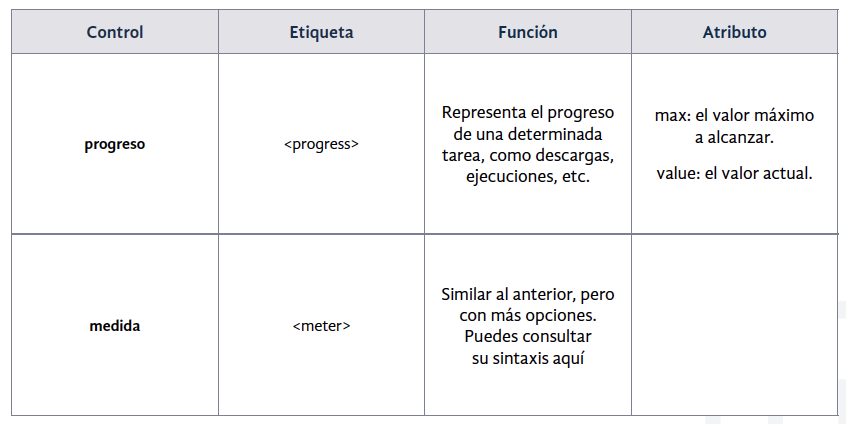 Control Etiqueta Función Atributo
progreso
<progress>
Representa el progreso
de una determinada
tarea, como descargas,
ejecuciones, etc.
max: el valor máximo
a alcanzar.
value: el valor actual.
medida
<meter>
Similar al anterior, pero
con más opciones.
Puedes consultar
su sintaxis aquí